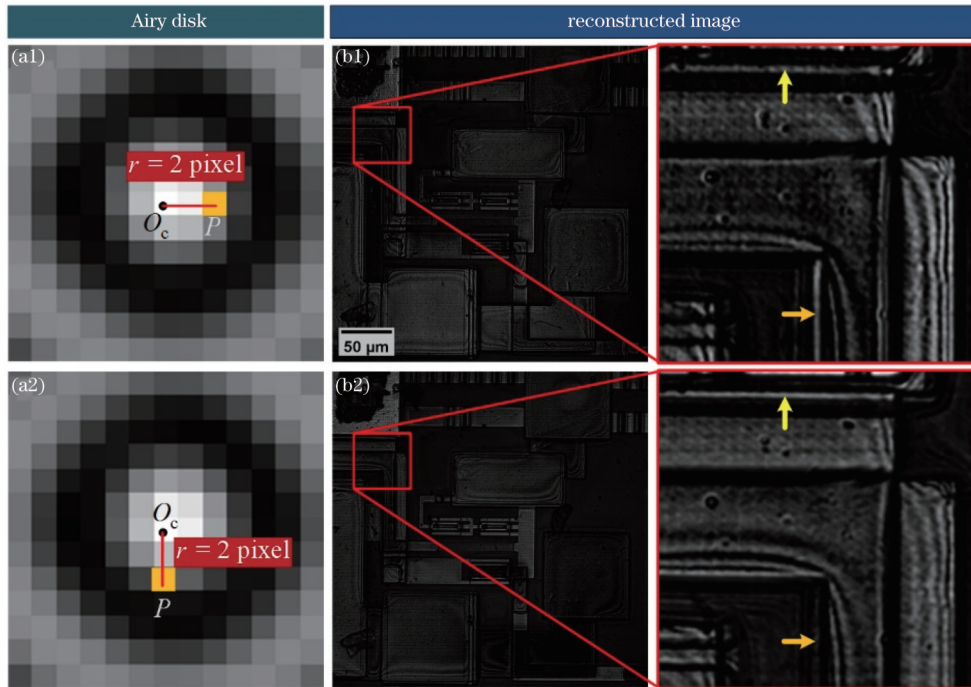 Airy disk
reconstructed image
(a1)
r = 2 pixel
Oc
P
(b1)
50 μm
(a2)
Oc
r = 2 pixel
P
(b2)